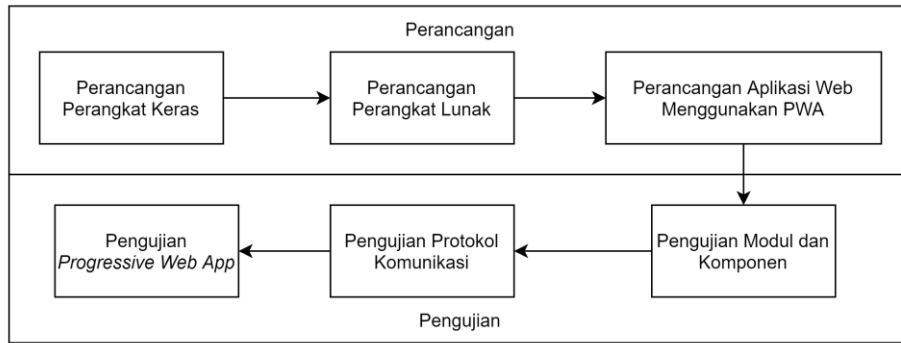 Perancangan
Perancangan
Perangkat Keras
Perancangan
Perangkat Lunak
Perancangan Aplikasi Web
Menggunakan PWA
Pengujian
Progressive Web App
Pengujian Protokol
Komunikasi
Pengujian Modul dan
Komponen
Pengujian